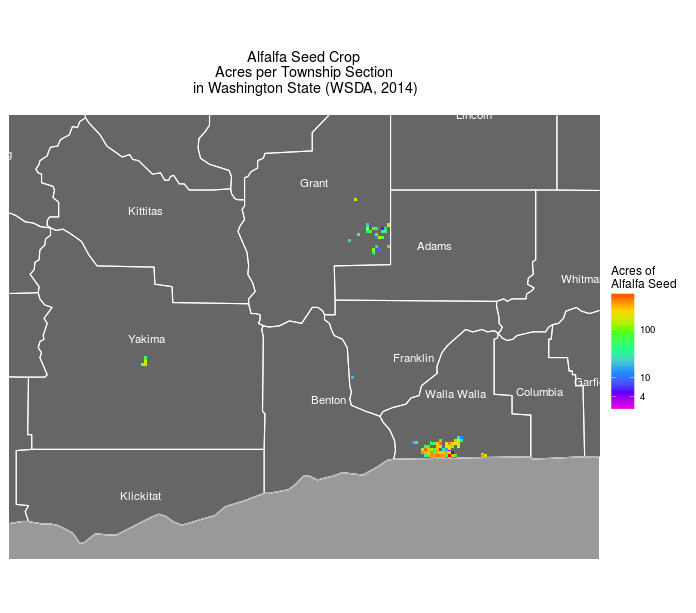 Alfalfa Seed Crop
Acres per Township Section
in Washington State (WSDA, 2014)
Lincoln
g
Grant
Kittitas
Adams
Whitma
Acres of
Alfalfa Seed
100
10
4
Yakima
Franklin
Garfi
Walla Walla
Columbia
Benton
Klickitat